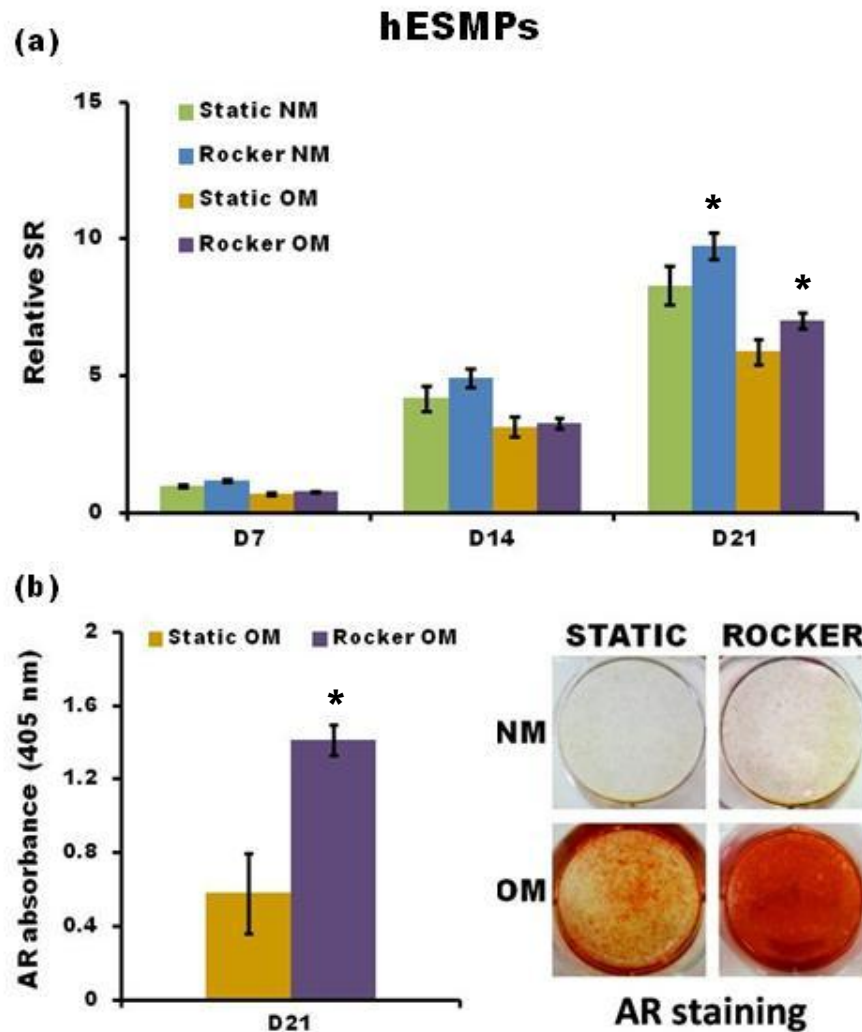 hESMPs
(a)
Relative SR
15
10
5
0
Static NM
Rocker NM
Static OM
Rocker OM
*
*
D7 D14 D21
(b)
AR absorbance (405 nm)
2
1.6
1.2
0.8
0.4
0
Static OM Rocker OM
*
D21
STATIC ROCKER
NM
OM
AR staining